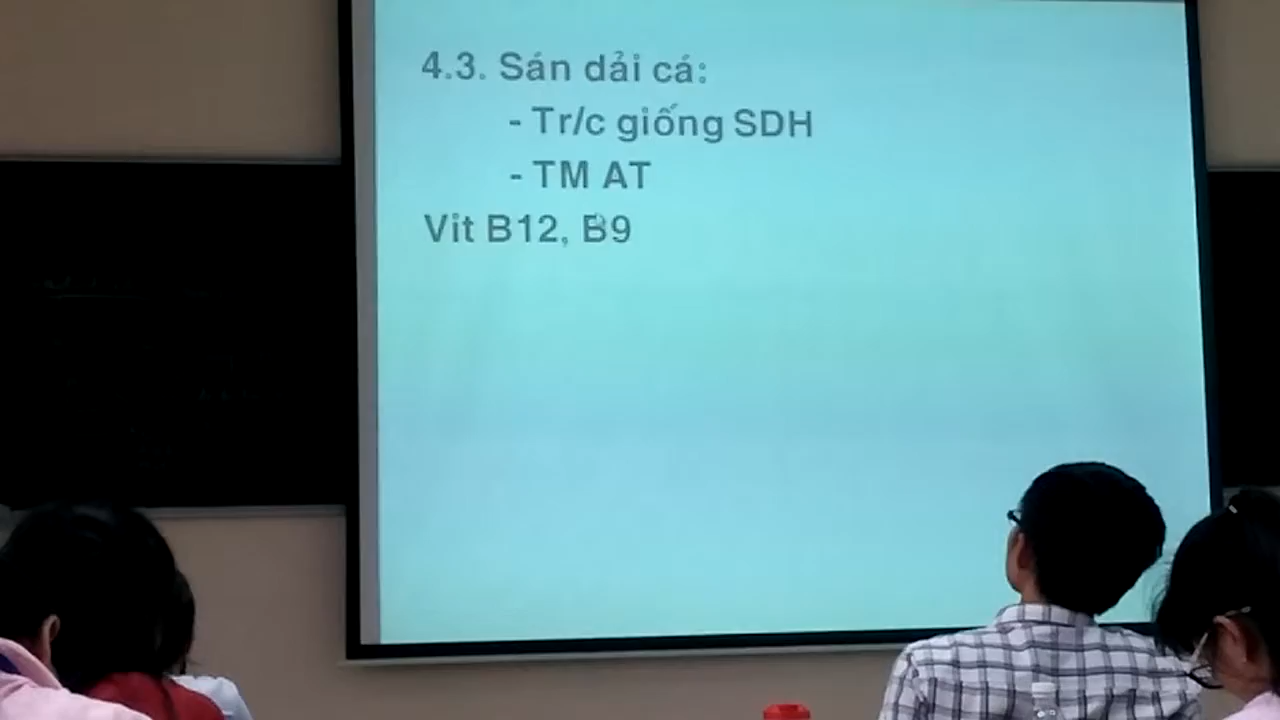 4.3. Sán dải cá:
- Tr/c giống SDH
- TM AT
Vit B12, B9